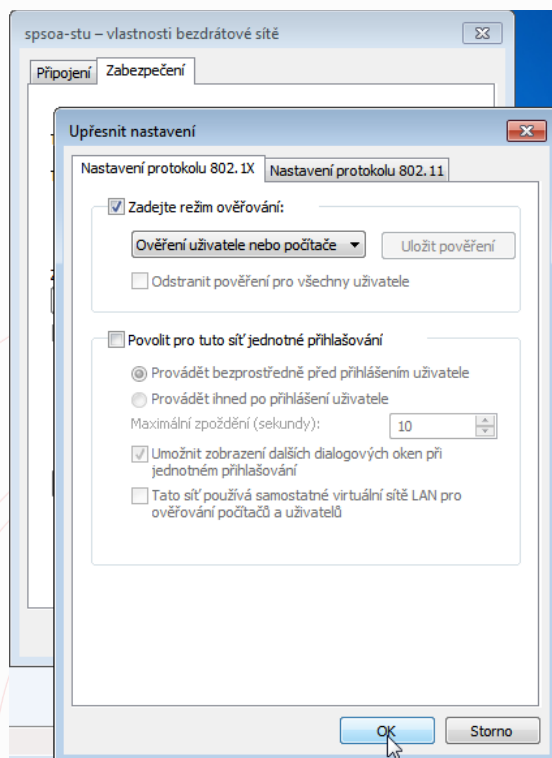 spsoa-stu – vlastnosti bezdrátové sítě
Připojení Zabezpečení
Upřesnit nastavení
Nastavení protokolu 802.1X Nastavení protokolu 802.11
Zadejte režim ověřování:
Ověření uživatele nebo počítače Uložit pověření
Odstranit pověření pro všechny uživatele
Povolit pro tuto síť jednotné přihlašování
Provádět bezprostředně před přihlášením uživatele
Provádět ihned po přihlášení uživatele
Maximální zpoždění (sekundy): 10
Umožnit zobrazení dalších dialogových oken při
jednotném přihlašování
Tato síť používá samostatné virtuální sítě LAN pro
ověřování počítačů a uživatelů
OK Storno